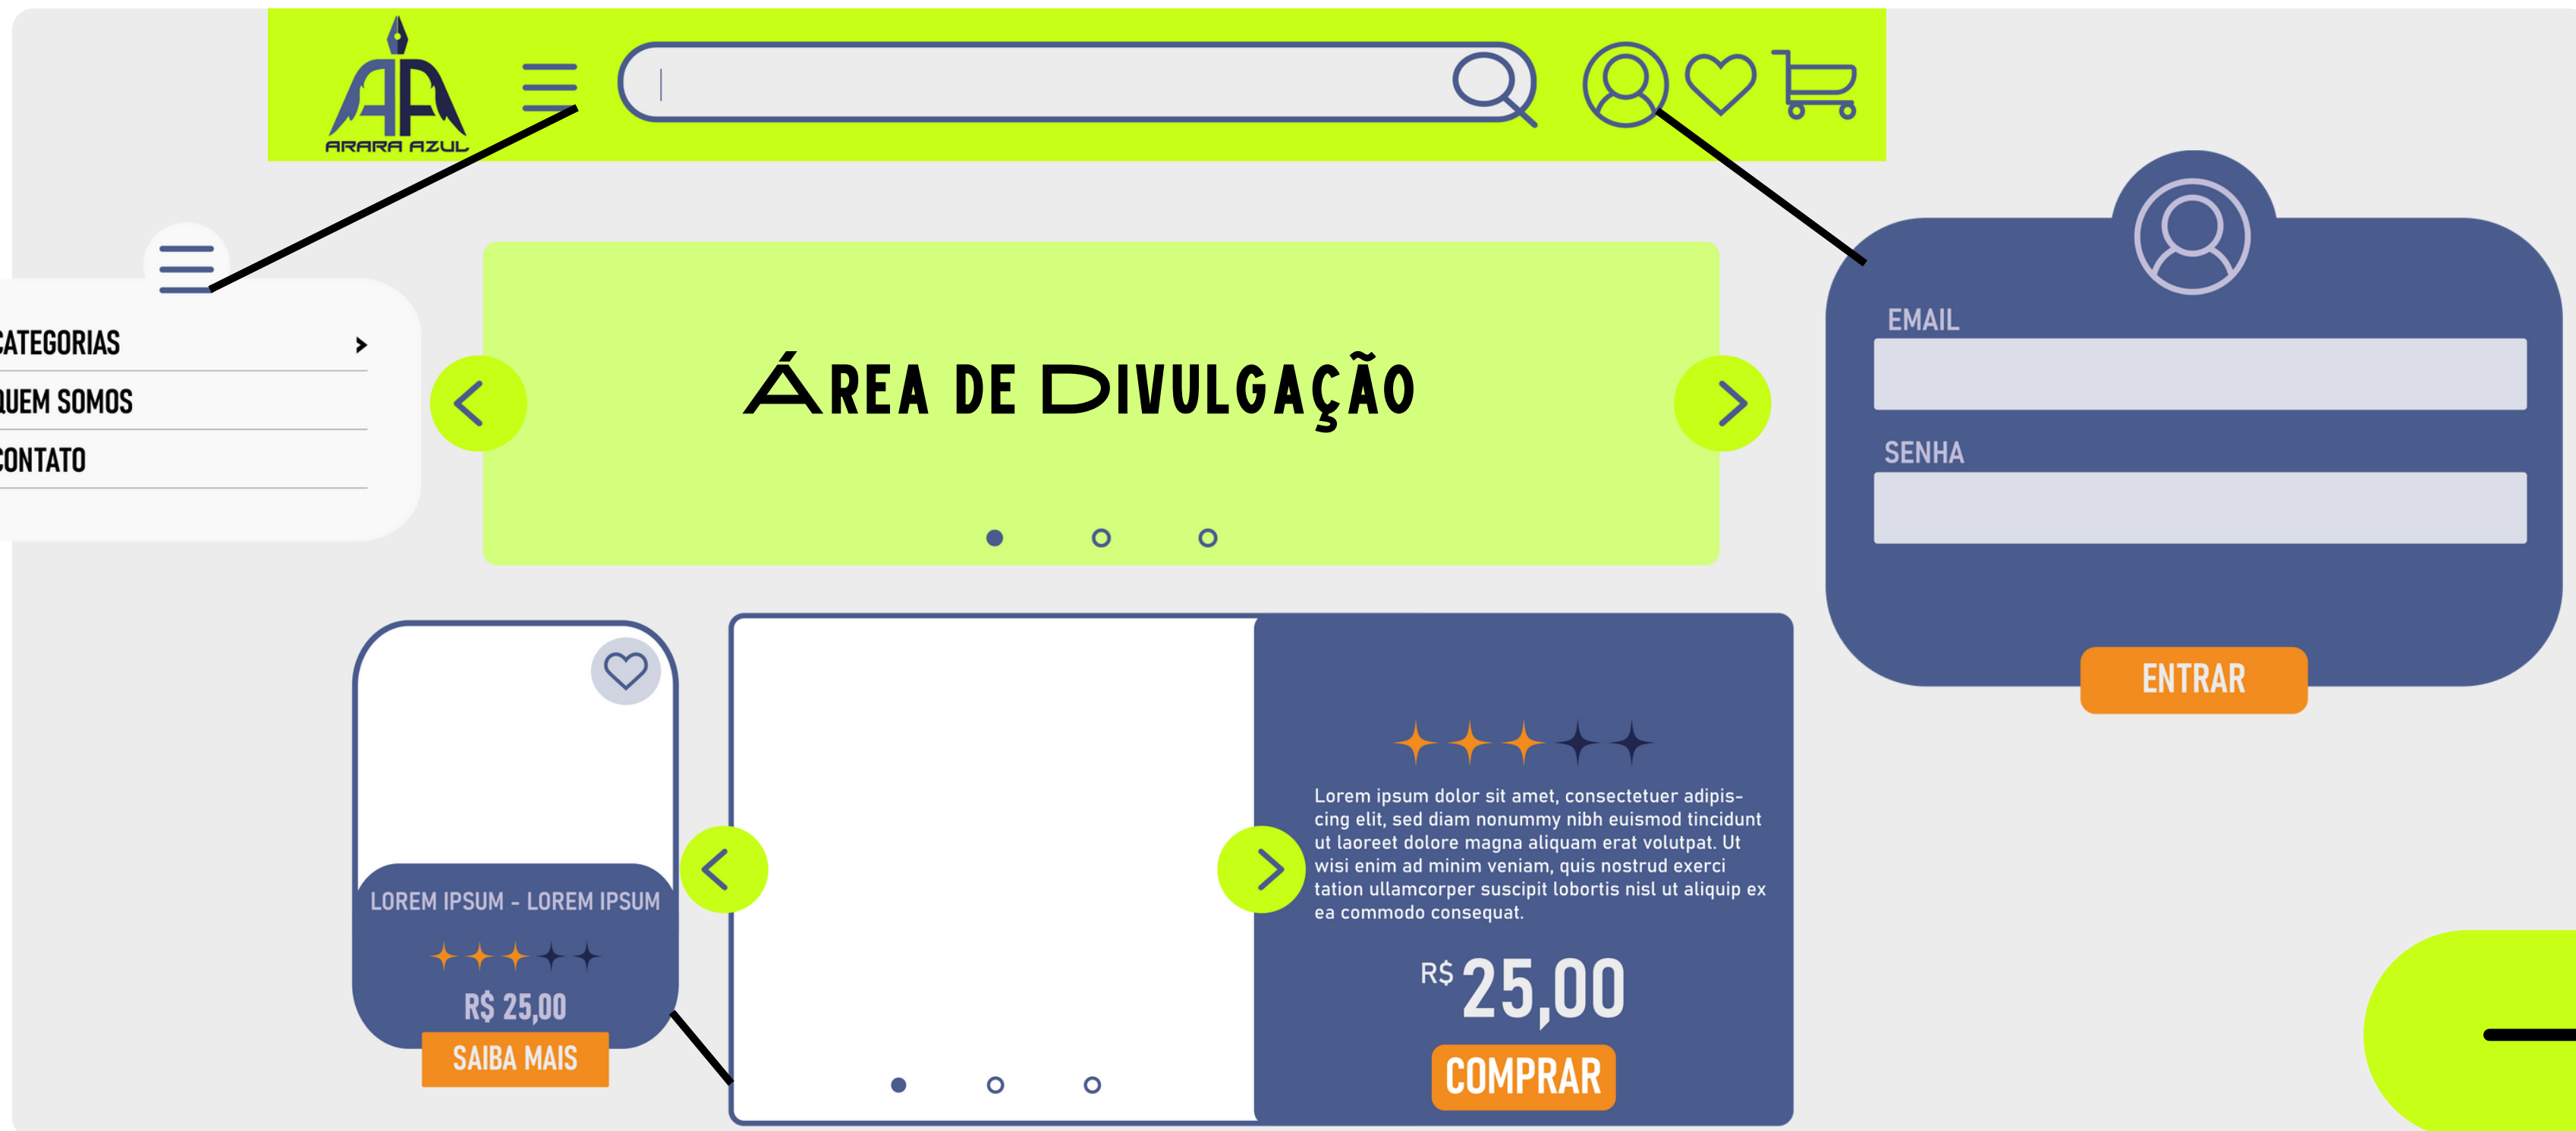 ARARA AZUL
CATEGORIAS
QUEM SOMOS
CONTATO
ÁREA DE DIVULGAÇÃO
EMAIL
SENHA
ENTRAR
LOREM IPSUM - LOREM IPSUM
R$ 25,00
SAIBA MAIS
Lorem ipsum dolor sit amet, consectetuer adipis-
cing elit, sed diam nonummy nibh euismod tincidunt
ut laoreet dolore magna aliquam erat volutpat. Ut
wisi enim ad minim veniam, quis nostrud exerci
tation ullamcorper suscipit lobortis nisl ut aliquip ex
ea commodo consequat.
R$ 25,00
COMPRAR